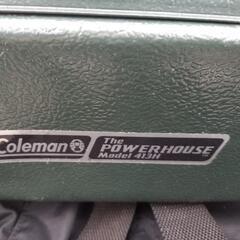 Coleman
The
POWERHOUSE
Model 413H